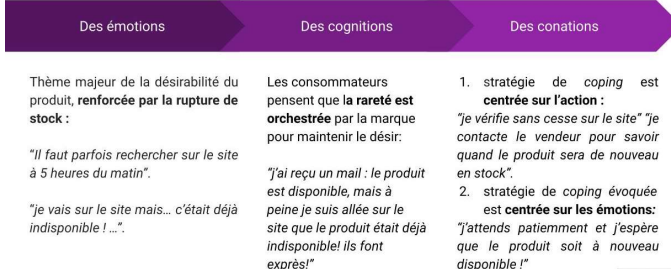 Des émotions
Des cognitions
Des conations
Thème majeur de la désirabilité du
produit, renforcée par la rupture de
stock :
"Il faut parfois rechercher sur le site
à 5 heures du matin".
"je vais sur le site mais... c'était déjà
indisponible ! ...".
Les consommateurs
pensent que la rareté est
orchestrée par la marque
pour maintenir le désir:
"j'ai reçu un mail : le produit
est disponible, mais à
peine je suis allée sur le
site que le produit était déjà
indisponible! ils font
exprès!"
1. stratégie de coping est
centrée sur l'action :
"je vérifie sans cesse sur le site" "je
contacte le vendeur pour savoir
quand le produit sera de nouveau
en stock".
2. stratégie de coping évoquée
est centrée sur les émotions:
"j'attends patiemment et j'espère
que le produit soit à nouveau
disponible !"